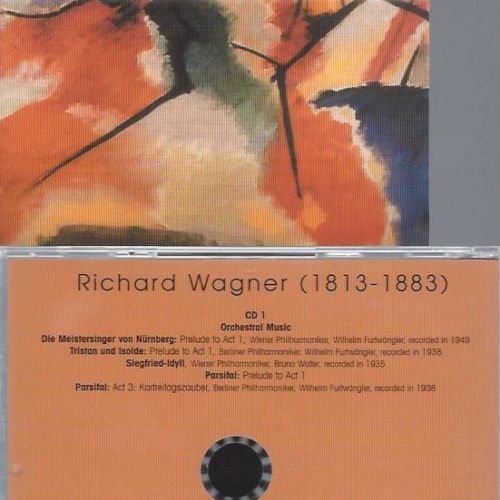 Richard Wagner (1813-1883)
CD 1
Orchestral Music
Die Meistersinger von Nürnberg: Prelude to Act 1, Wiener Philharmoniker, Wilhelm Furtwängler, recorded in 1949
Tristan und Isolde: Prelude to Act 1, Berliner Philharmoniker, Wilhelm Furtwängler, recorded in 1938
Siegfried-Idyll, Wiener Philharmoniker, Bruno Walter, recorded in 1935
Parsifal: Prelude to Act 1
Parsifal: Act 3: Karfreitagszauber, Berliner Philharmoniker, Wilhelm Furtwängler, recorded in 1938